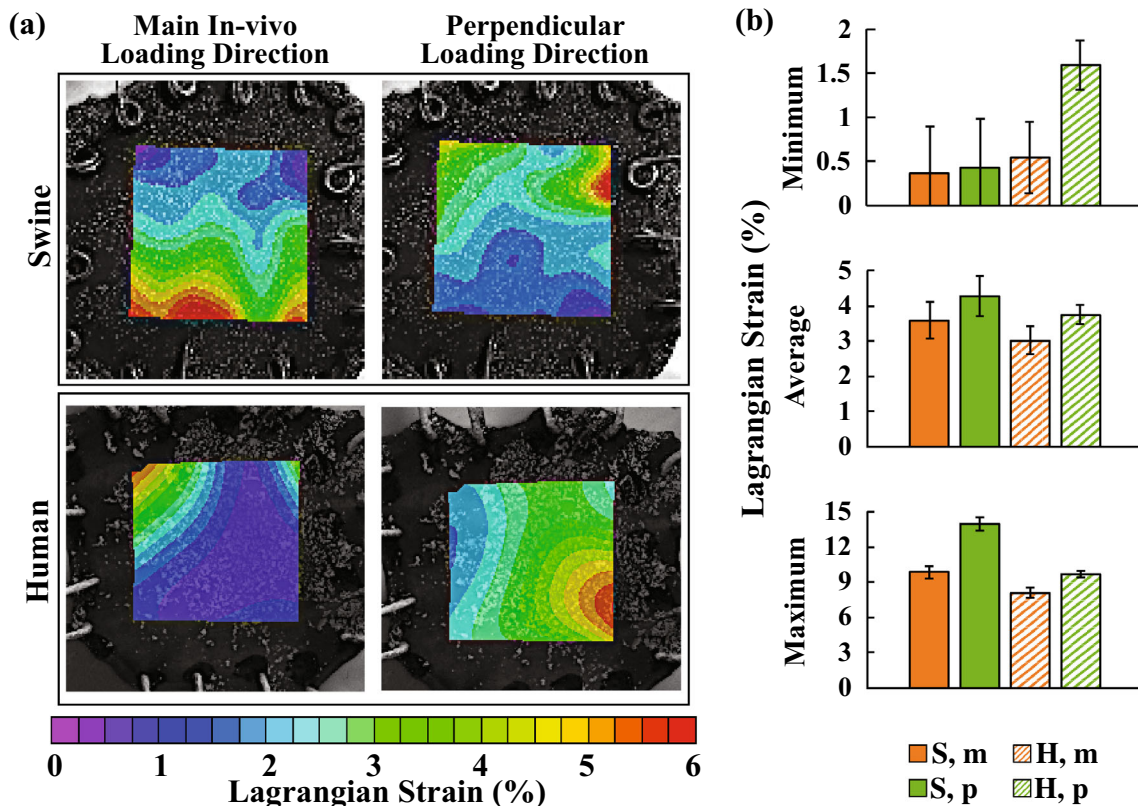 (a)
Main In-vivo
Loading Direction
Perpendicular
Loading Direction
Swine
Human
0 1 2 3 4 5 6
Lagrangian Strain (%)
(b)
Lagrangian Strain (%)
Minimum
2
1.5
1
0.5
0
Average
5
4
3
2
1
0
Maximum
15
12
9
6
3
0
S, m
H, m
S, p
H, p